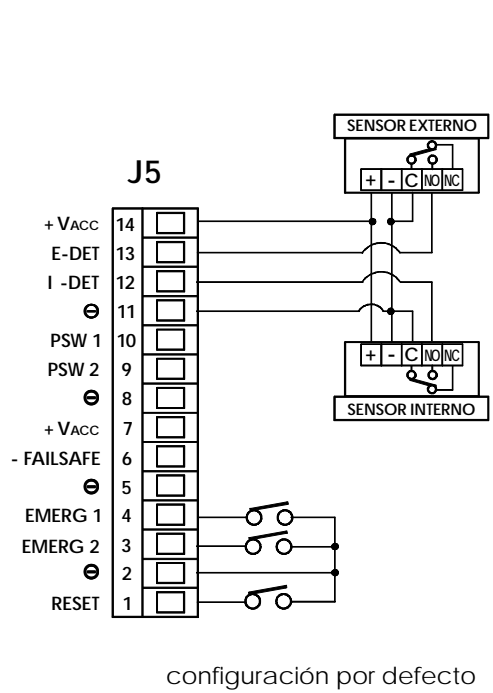 SENSOR EXTERNO
+ - C NO NC
J5
+ VACC 14
E-DET 13
I -DET 12
⊖ 11
PSW 1 10
PSW 2 9
⊖ 8
+ VACC 7
- FAILSAFE 6
⊖ 5
EMERG 1 4
EMERG 2 3
⊖ 2
RESET 1
+ - C NO NC
SENSOR INTERNO
configuración por defecto